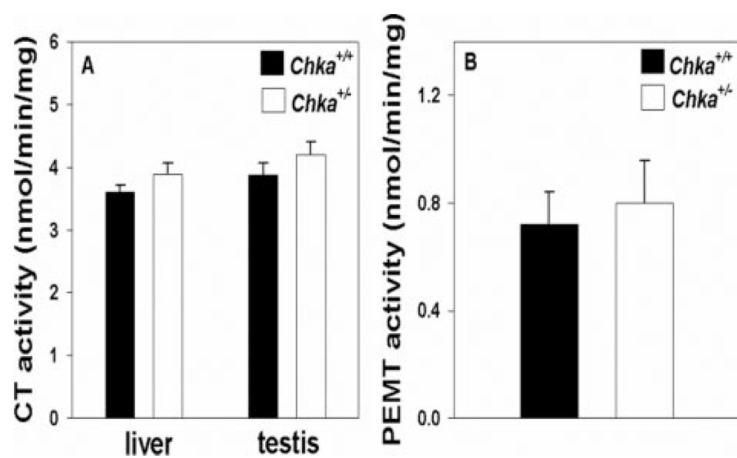 A
Chka+/+
Chka+/-
CT activity (nmol/min/mg)
6
5
4
3
2
1
0
liver testis
B
Chka+/+
Chka+/-
PEMT activity (nmol/min/mg)
1.2
0.8
0.4
0.0